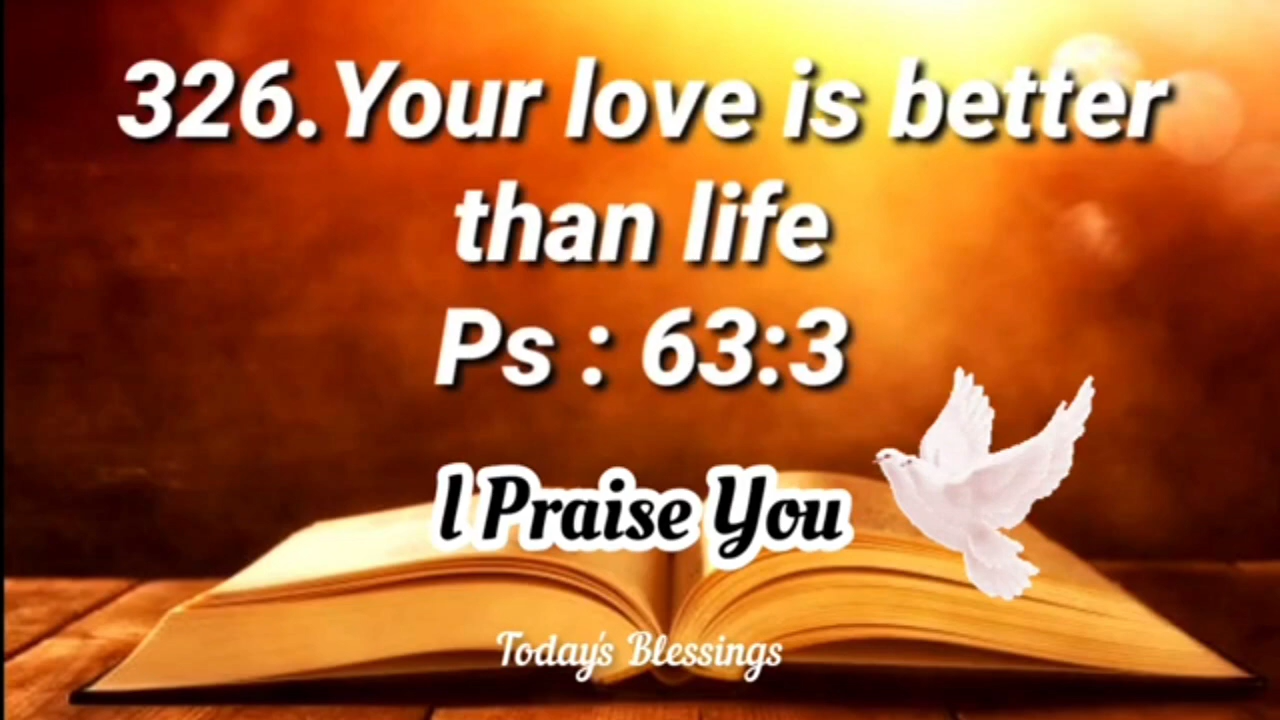 326.Your love is better
than life
Ps : 63:3
I Praise You
Today's Blessings